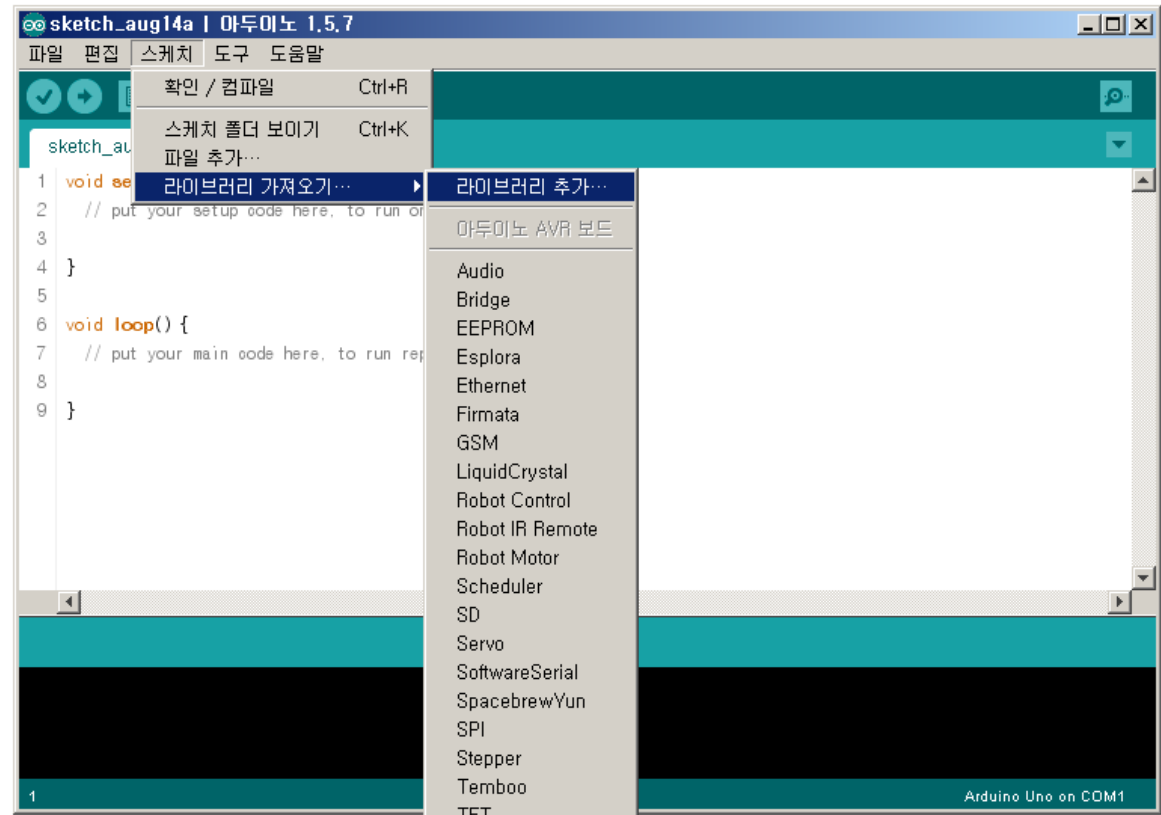 sketch_aug14a | 아두이노 1.5.7
파일 편집 스케치 도구 도움말
확인 / 컴파일 Ctrl+R
스케치 폴더 보이기 Ctrl+K
파일 추가...
라이브러리 가져오기...
라이브러리 추가...
아두이노 AVR 보드
Audio
Bridge
EEPROM
Esplora
Ethernet
Firmata
GSM
LiquidCrystal
Robot Control
Robot IR Remote
Robot Motor
Scheduler
SD
Servo
SoftwareSerial
SpacebrewYun
SPI
Stepper
Temboo
TFT
sketch_au
1 void se
2 // put your setup code here, to run or
3
4 }
5
6 void loop() {
7 // put your main code here, to run rep
8
9 }
1 Arduino Uno on COM1